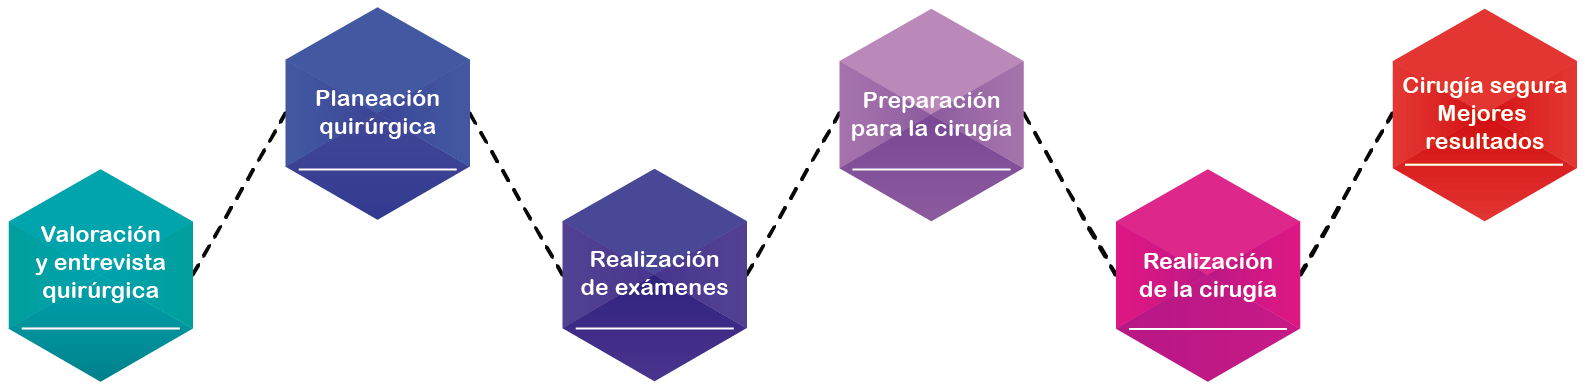 Valoración
y entrevista
quirúrgica
Planeación
quirúrgica
Realización
de exámenes
Preparación
para la cirugía
Realización
de la cirugía
Cirugía segura
Mejores
resultados